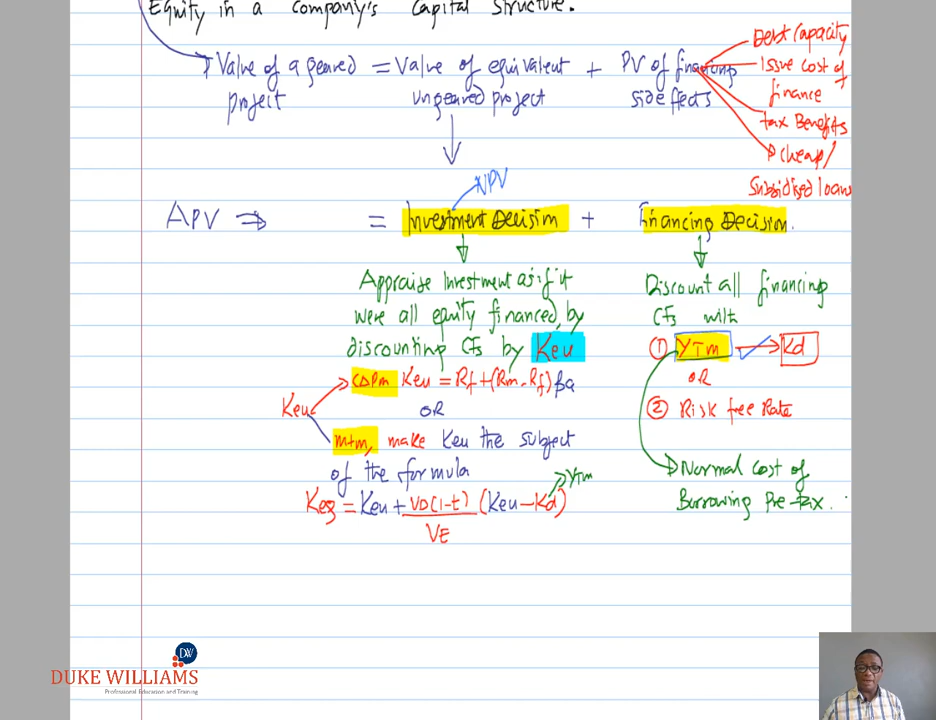 Equity in a Company's Capital Structure.
Value of a geared project = Value of equivalent ungeared project + PV of financing side effects
Debt Capacity
Issue cost of finance
tax Benefits
Cheap/
Subsidised loans
NPV
APV ⇒ = Investment Decision + Financing Decision.
Appraise Investment as if it
were all equity financed, by
discounting CFs by Keu
Keu
CAPM Keu = Rf + (Rm - Rf) βa
OR
M+M, make Keu the subject
of the formula
YTM
Keg = Keu + VD(1-t) (Keu - Kd)
VE
Discount all financing
CFs with
① YTM → Kd
OR
② Risk free Rate
Normal cost of
Borrowing Pre-tax.
DW
DUKE WILLIAMS
Professional Education and Training